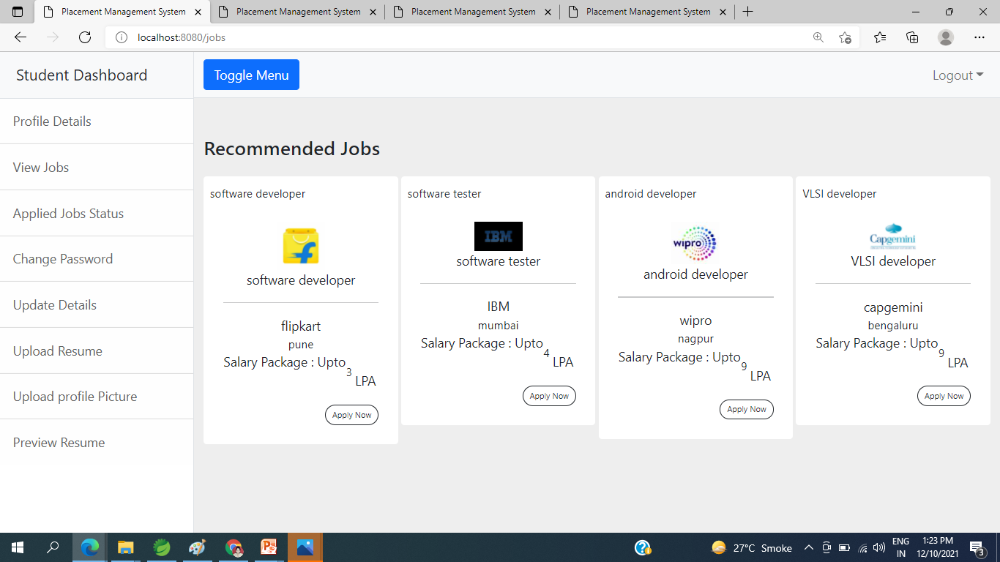 Placement Management System
Placement Management System
Placement Management System
Placement Management System
localhost:8080/jobs
Student Dashboard
Toggle Menu
Logout
Profile Details
View Jobs
Applied Jobs Status
Change Password
Update Details
Upload Resume
Upload profile Picture
Preview Resume
Recommended Jobs
software developer
software developer
flipkart
pune
Salary Package : Upto 3 LPA
Apply Now
software tester
IBM
software tester
IBM
mumbai
Salary Package : Upto 4 LPA
Apply Now
android developer
wipro
android developer
wipro
nagpur
Salary Package : Upto 9 LPA
Apply Now
VLSI developer
Capgemini
VLSI developer
capgemini
bengaluru
Salary Package : Upto 9 LPA
Apply Now
27°C Smoke
ENG
IN
1:23 PM
12/10/2021
3